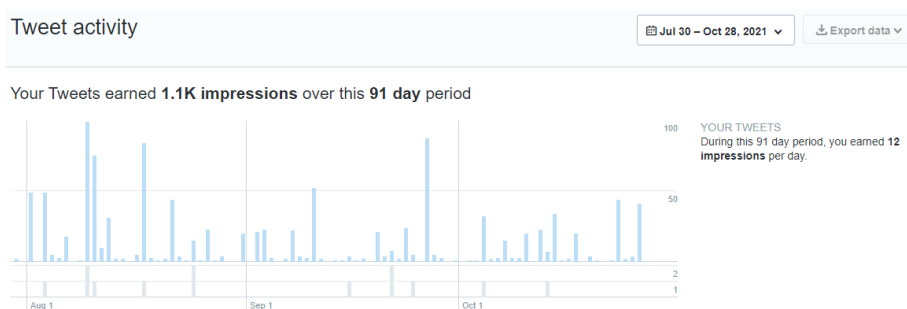 Tweet activity
Jul 30 – Oct 28, 2021
Export data
Your Tweets earned 1.1K impressions over this 91 day period
100
50
2
1
Aug 1
Sep 1
Oct 1
YOUR TWEETS
During this 91 day period, you earned 12
impressions per day.